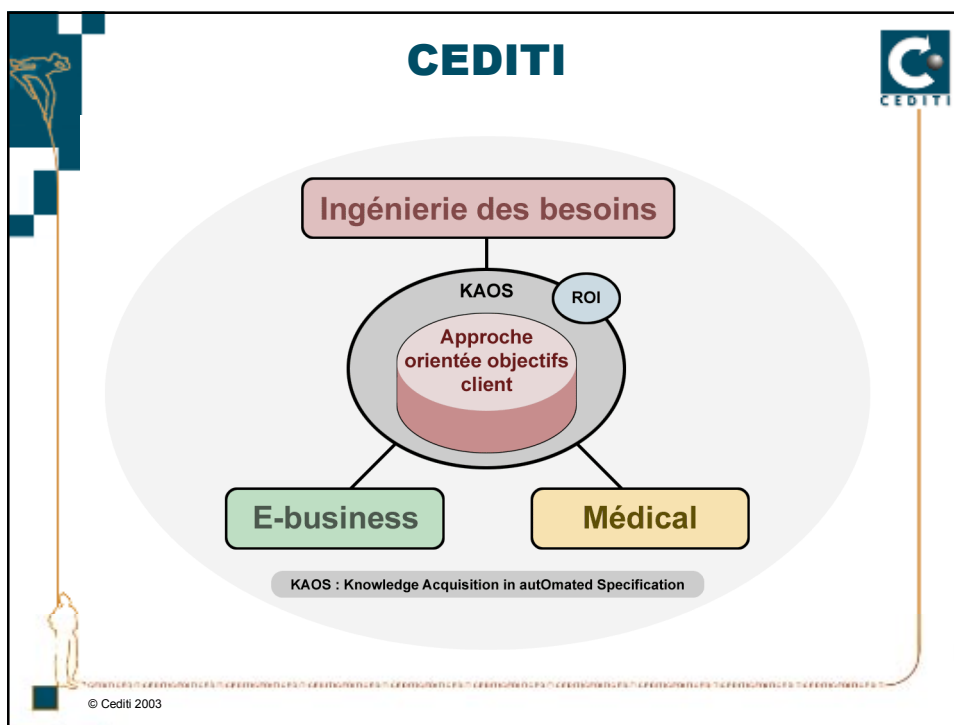 CEDITI
CEDITI
Ingénierie des besoins
KAOS
ROI
Approche
orientée objectifs
client
E-business
Médical
KAOS : Knowledge Acquisition in autOmated Specification
© Cediti 2003